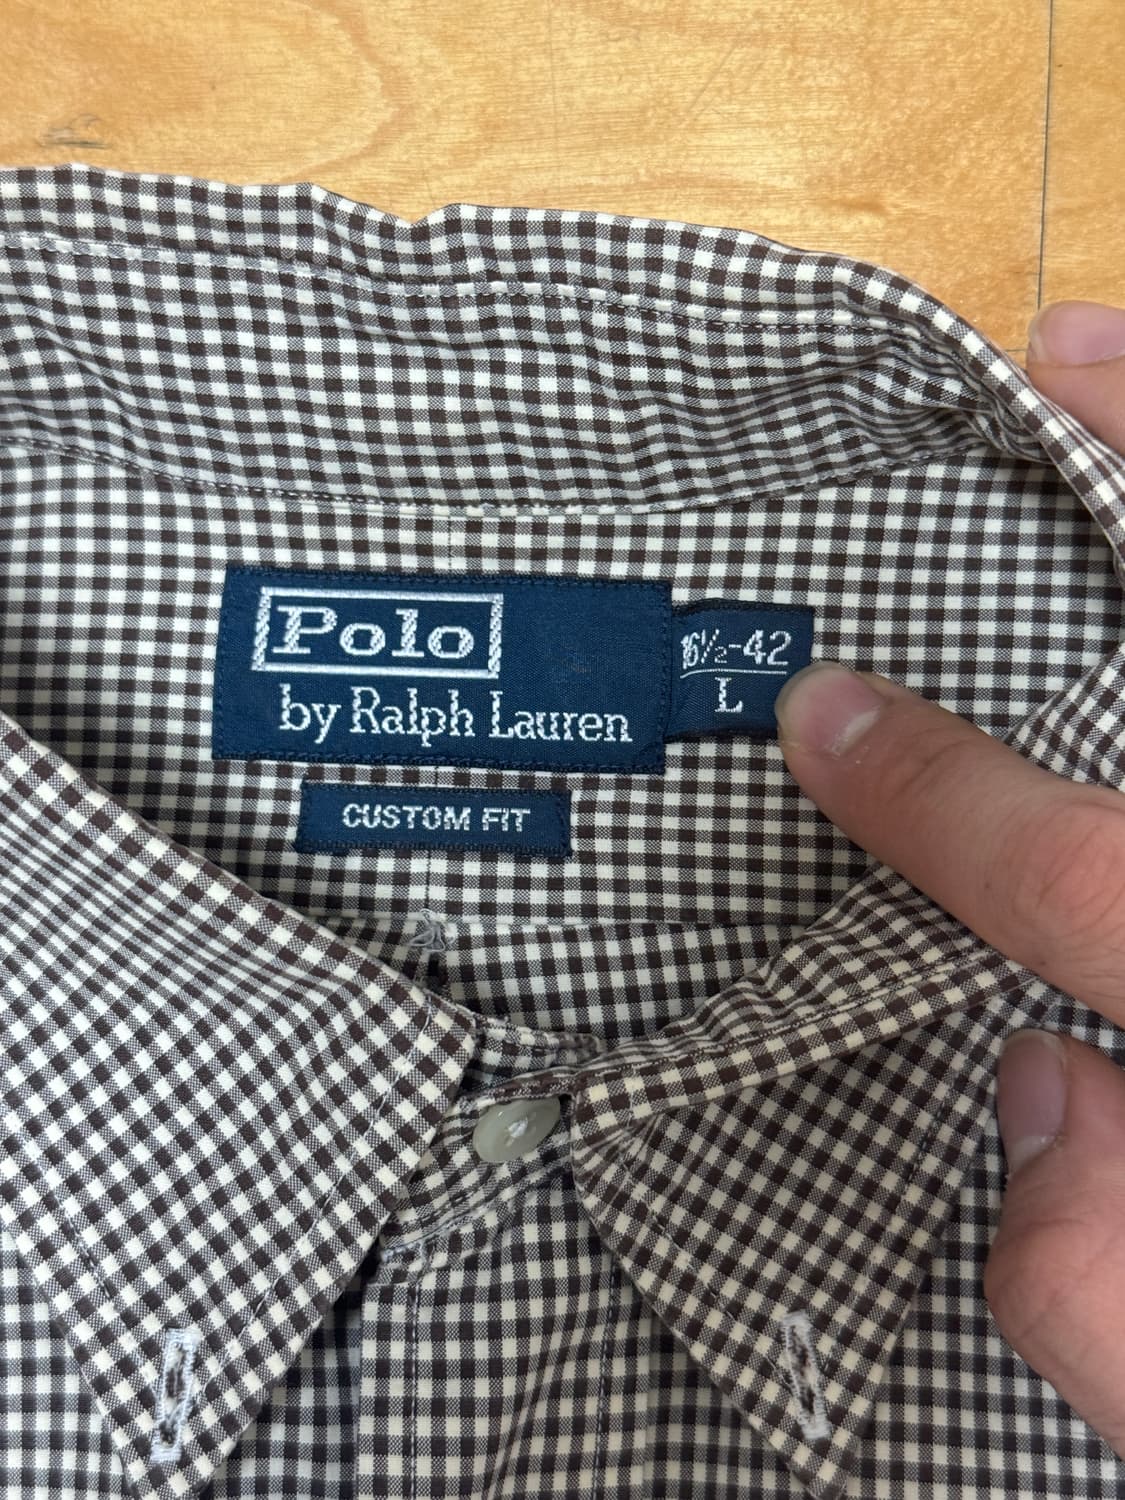 Polo
by Ralph Lauren
16½-42
L
CUSTOM FIT